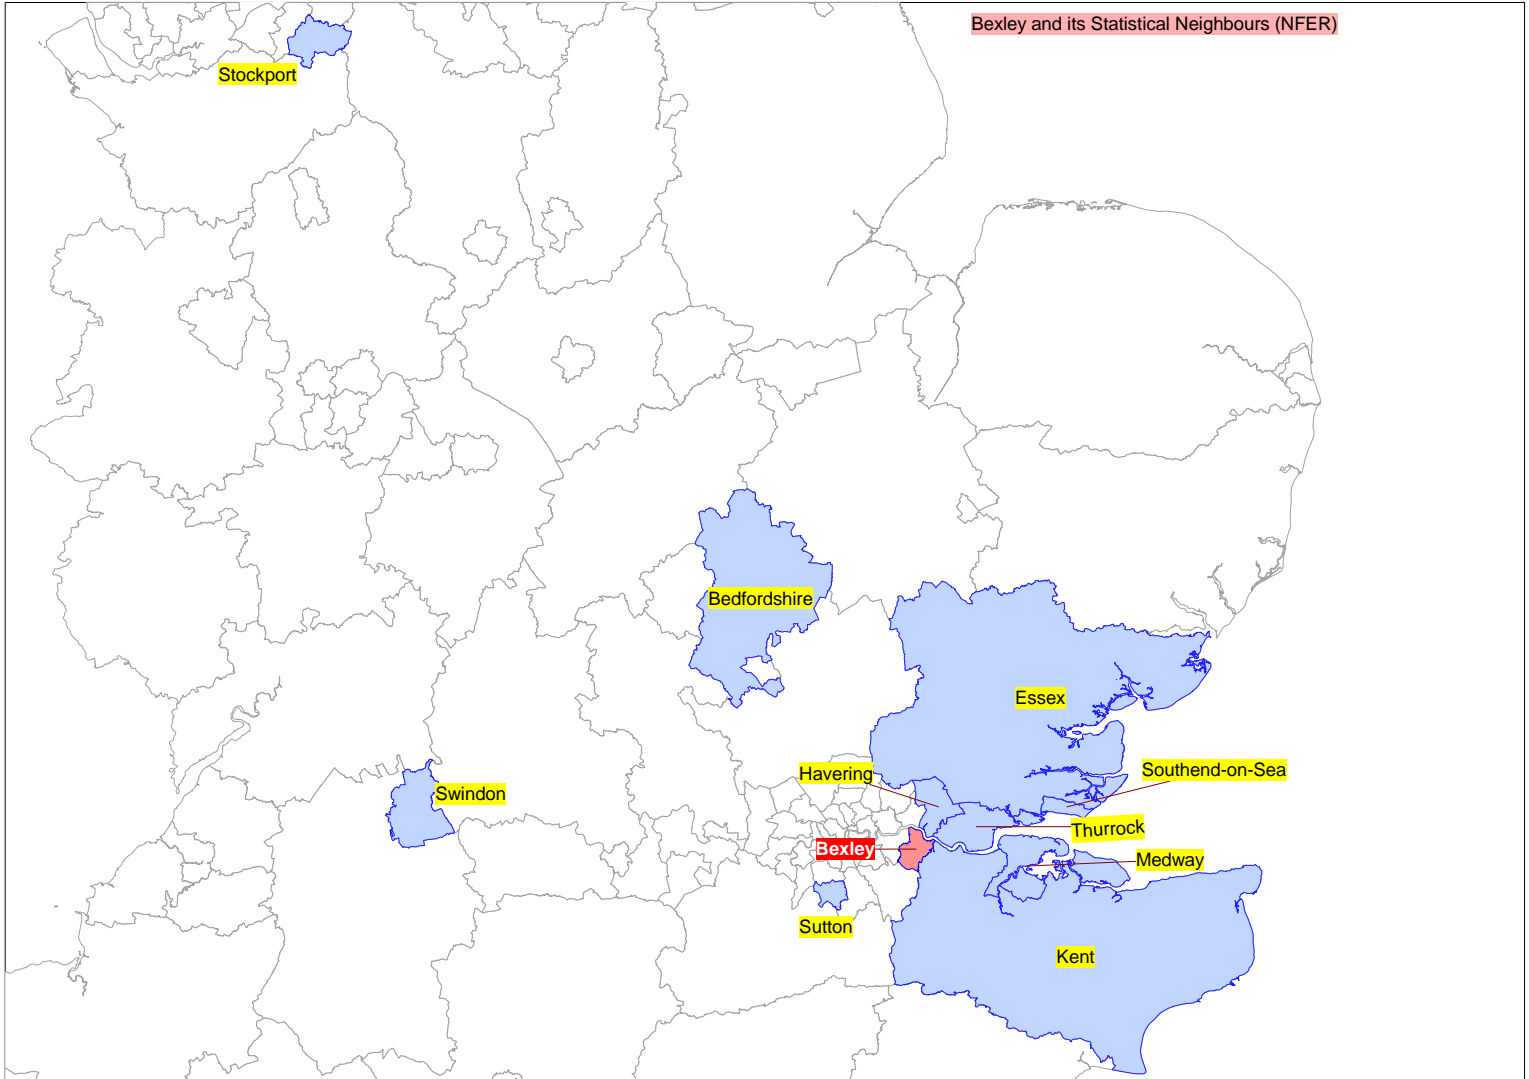 Bexley and its Statistical Neighbours (NFER)
Stockport
Bedfordshire
Essex
Havering
Southend-on-Sea
Swindon
Thurrock
Bexley
Medway
Sutton
Kent